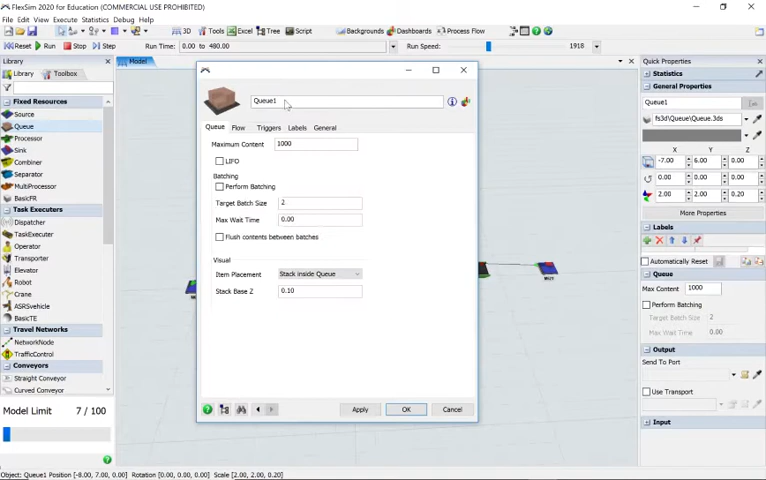 FlexSim 2020 for Education (COMMERCIAL USE PROHIBITED)
File Edit View Execute Statistics Debug Help
3D Tools Excel Tree Script Backgrounds Dashboards Process Flow
Reset Run Stop Step Run Time: 0.00 to 480.00 Run Speed: 1918
Library
Library Toolbox
Fixed Resources
Source
Queue
Processor
Sink
Combiner
Separator
MultiProcessor
BasicFR
Task Executers
Dispatcher
TaskExecuter
Operator
Transporter
Elevator
Robot
Crane
ASRSvehicle
BasicTE
Travel Networks
NetworkNode
TrafficControl
Conveyors
Straight Conveyor
Curved Conveyor
Model Limit 7 / 100
Model
Queue1
Queue Flow Triggers Labels General
Maximum Content 1000
LIFO
Batching
Perform Batching
Target Batch Size 2
Max Wait Time 0.00
Flush contents between batches
Visual
Item Placement Stack inside Queue
Stack Base Z 0.10
Apply OK Cancel
Quick Properties
Statistics
General Properties
Queue1
fs3d\Queue\Queue.3ds
X Y Z
-7.00 6.00 0.00
0.00 0.00 0.00
2.00 2.00 0.20
More Properties
Labels
Automatically Reset
Queue
Max Content 1000
Perform Batching
Target Batch Size 2
Max Wait Time 0.00
Output
Send To Port
Use Transport
Input
Object: Queue1 Position [-8.00, 7.00, 0.00] Rotation [0.00, 0.00, 0.00] Scale [2.00, 2.00, 0.20]